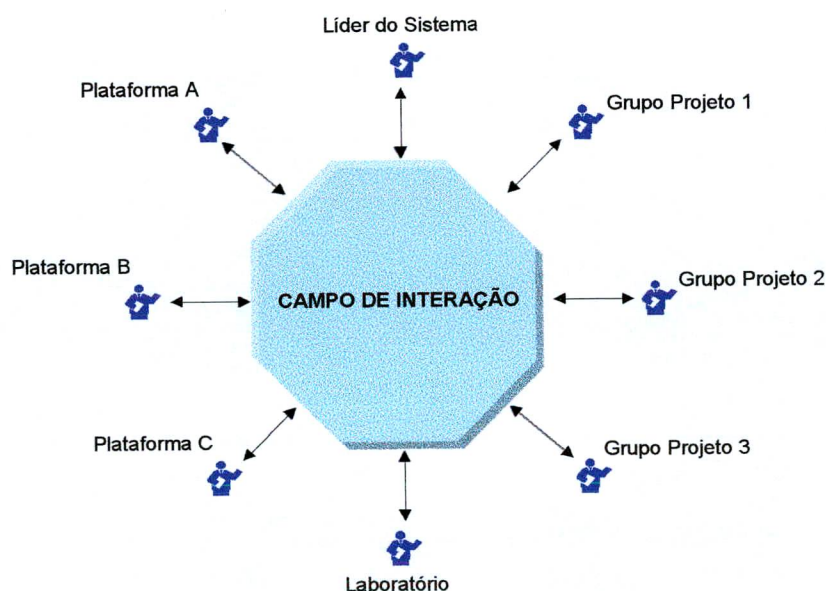 Líder do Sistema
Plataforma A
Grupo Projeto 1
Plataforma B
CAMPO DE INTERAÇÃO
Grupo Projeto 2
Plataforma C
Grupo Projeto 3
Laboratório